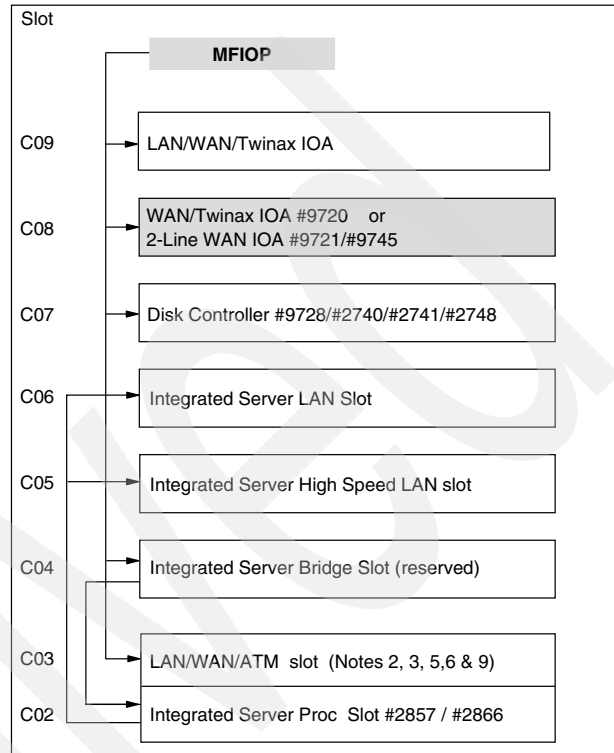 Slot
MFIOP
C09
LAN/WAN/Twinax IOA
C08
WAN/Twinax IOA #9720 or
2-Line WAN IOA #9721/#9745
C07
Disk Controller #9728/#2740/#2741/#2748
C06
Integrated Server LAN Slot
C05
Integrated Server High Speed LAN slot
C04
Integrated Server Bridge Slot (reserved)
C03
LAN/WAN/ATM slot (Notes 2, 3, 5,6 & 9)
C02
Integrated Server Proc Slot #2857 / #2866